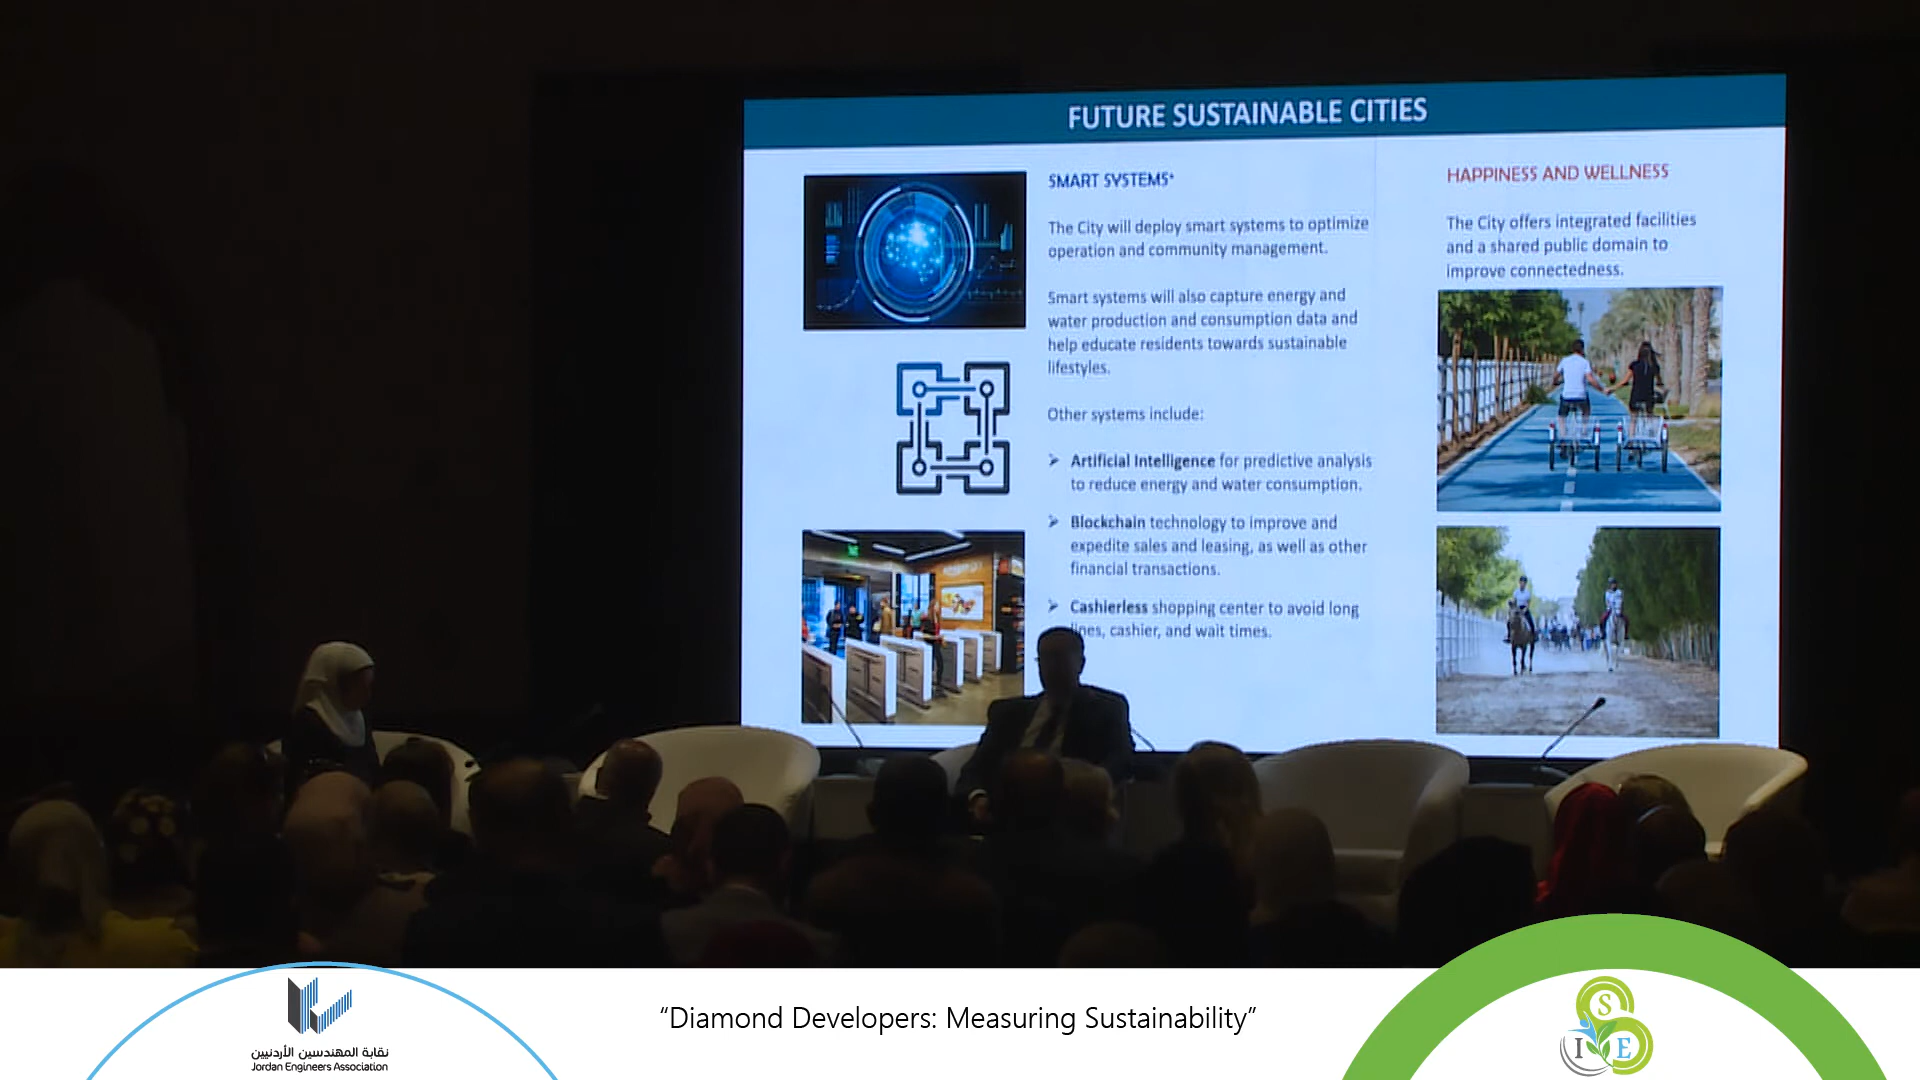 FUTURE SUSTAINABLE CITIES
SMART SYSTEMS*
The City will deploy smart systems to optimize
operation and community management.
Smart systems will also capture energy and
water production and consumption data and
help educate residents towards sustainable
lifestyles.
Other systems include:
➤ Artificial Intelligence for predictive analysis
to reduce energy and water consumption.
➤ Blockchain technology to improve and
expedite sales and leasing, as well as other
financial transactions.
➤ Cashierless shopping center to avoid long
lines, cashier, and wait times.
HAPPINESS AND WELLNESS
The City offers integrated facilities
and a shared public domain to
improve connectedness.
نقابة المهندسين الأردنيين
Jordan Engineers Association
“Diamond Developers: Measuring Sustainability”
S
I E